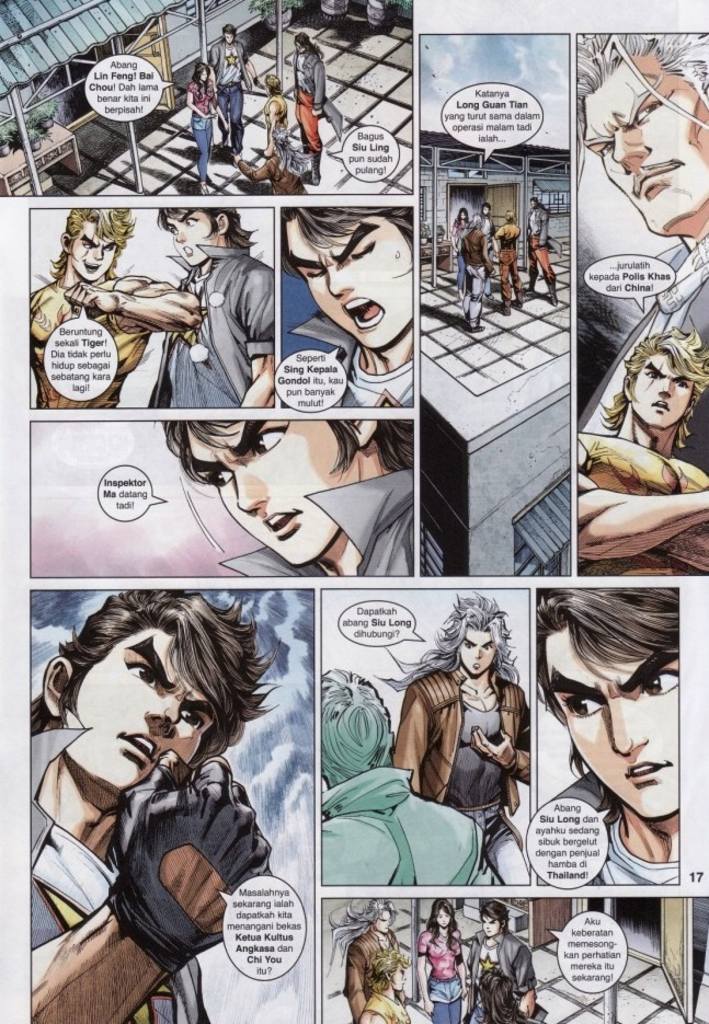 Abang
Lin Feng! Bai
Chou! Dah lama
benar kita ini
berpisah!
Bagus
Siu Ling
pun sudah
pulang!
Katanya
Long Guan Tian
yang turut sama dalam
operasi malam tadi
ialah...
...jurulatih
kepada Polis Khas
dari China!
Beruntung
sekali Tiger!
Dia tidak perlu
hidup sebagai
sebatang kara
lagi!
Seperti
Sing Kepala
Gondol itu, kau
pun banyak
mulut!
Inspektor
Ma datang
tadi!
Masalahnya
sekarang ialah
dapatkah kita
menangani bekas
Ketua Kultus
Angkasa dan
Chi You
itu?
Dapatkah
abang Siu Long
dihubungi?
Abang
Siu Long dan
ayahku sedang
sibuk bergelut
dengan penjual
hamba di
Thailand!
17
Aku
keberatan
memesong-
kan perhatian
mereka itu
sekarang!